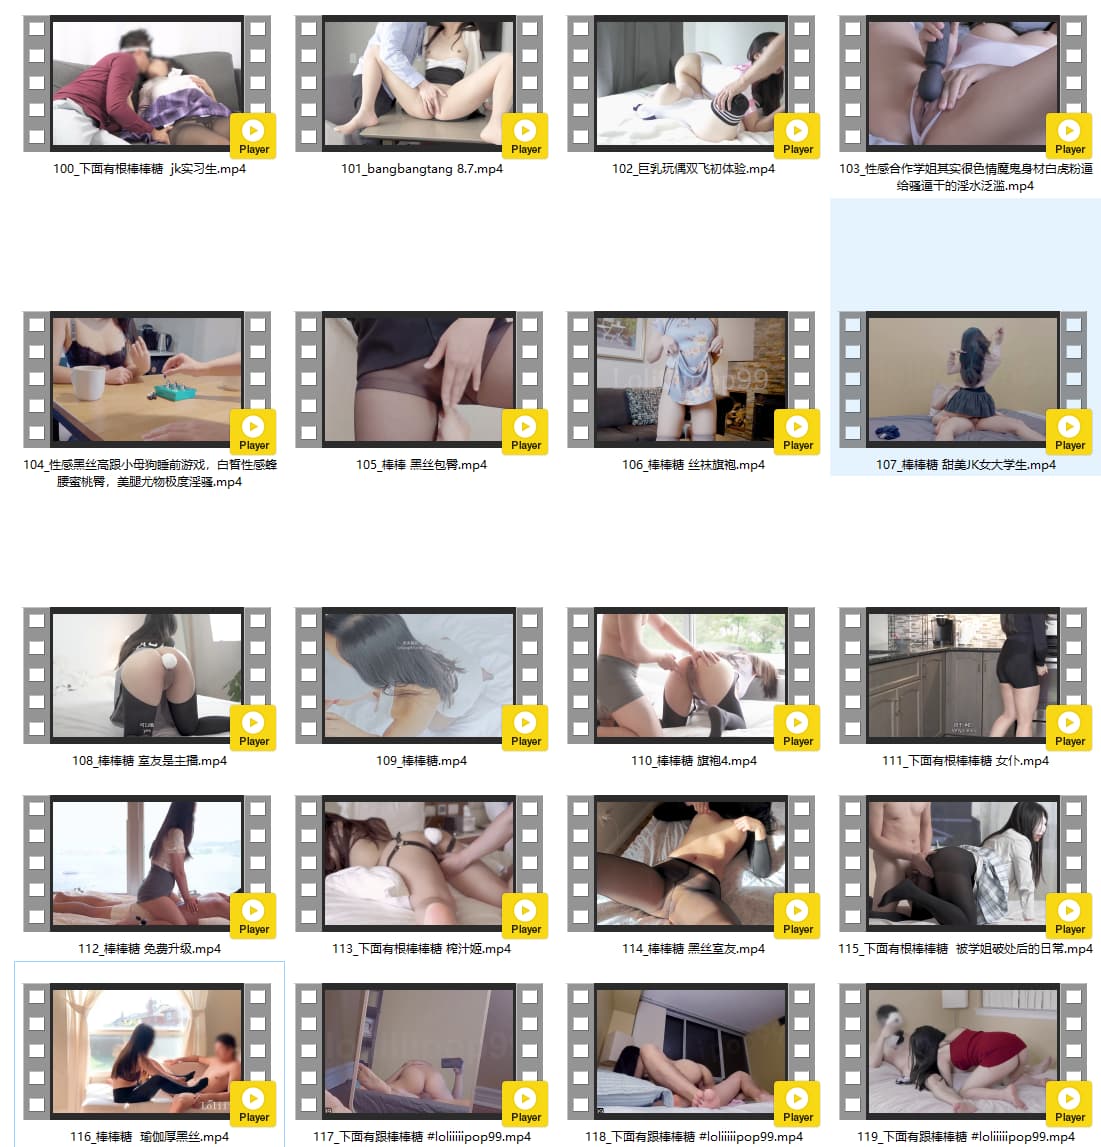 Player
Player
Player
Player
100_下面有根棒棒糖  jk实习生.mp4
101_bangbangtang 8.7.mp4
102_巨乳玩偶双飞初体验.mp4
103_性感合作学姐其实很色情魔鬼身材白虎粉逼
给骚逼干的淫水泛滥.mp4
Loliiiiipop99
Player
Player
Player
Player
104_性感黑丝高跟小母狗睡前游戏，白皙性感蜂
腰蜜桃臀，美腿尤物极度淫骚.mp4
105_棒棒 黑丝包臀.mp4
106_棒棒糖 丝袜旗袍.mp4
107_棒棒糖 甜美JK女大学生.mp4
Player
Player
Player
Player
108_棒棒糖 室友是主播.mp4
109_棒棒糖.mp4
110_棒棒糖 旗袍4.mp4
111_下面有根棒棒糖 女仆.mp4
Player
Player
Player
Player
112_棒棒糖 免费升级.mp4
113_下面有根棒棒糖 榨汁姬.mp4
114_棒棒糖 黑丝室友.mp4
115_下面有根棒棒糖  被学姐破处后的日常.mp4
Player
Player
Player
Player
116_棒棒糖  瑜伽厚黑丝.mp4
117_下面有跟棒棒糖 #loliiiiipop99.mp4
118_下面有跟棒棒糖 #loliiiiipop99.mp4
119_下面有跟棒棒糖 #loliiiiipop99.mp4